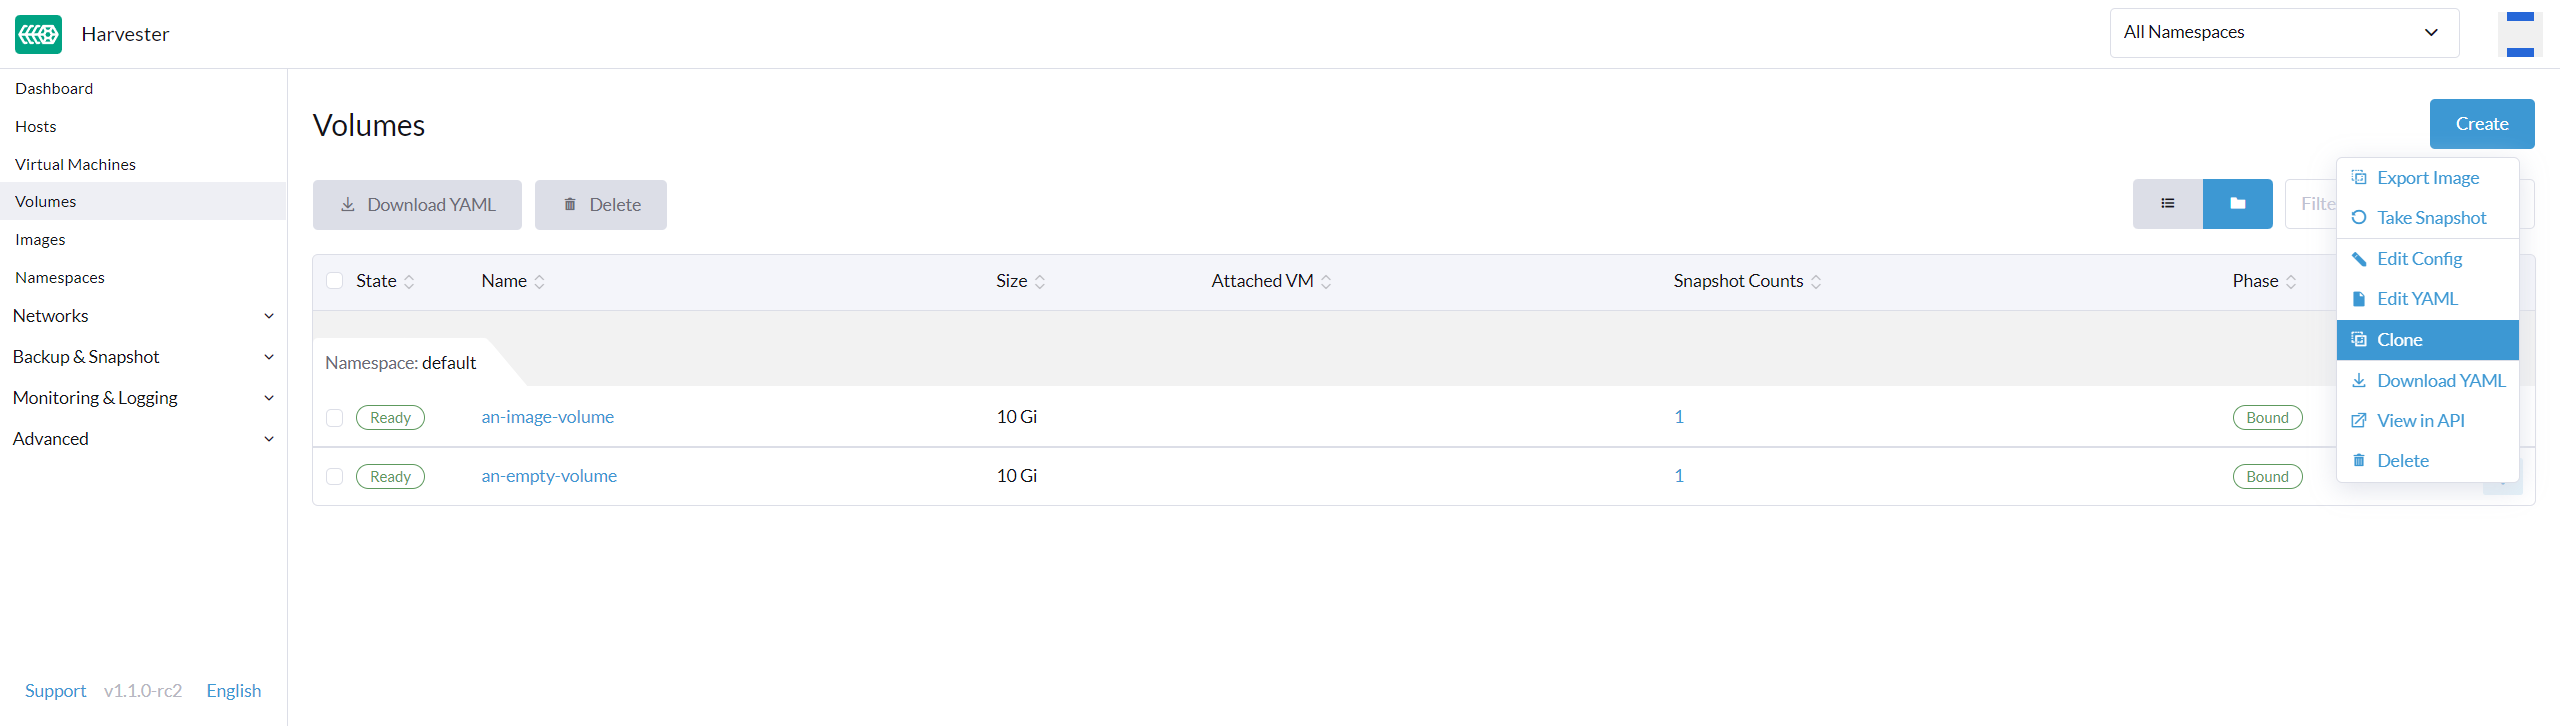 Harvester
All Namespaces
Dashboard
Hosts
Virtual Machines
Volumes
Images
Namespaces
Networks
Backup & Snapshot
Monitoring & Logging
Advanced
Support v1.1.0-rc2 English
Volumes
Create
Download YAML Delete
Filte
State Name Size Attached VM Snapshot Counts Phase
Namespace: default
Ready an-image-volume 10 Gi 1 Bound
Ready an-empty-volume 10 Gi 1 Bound
Export Image
Take Snapshot
Edit Config
Edit YAML
Clone
Download YAML
View in API
Delete